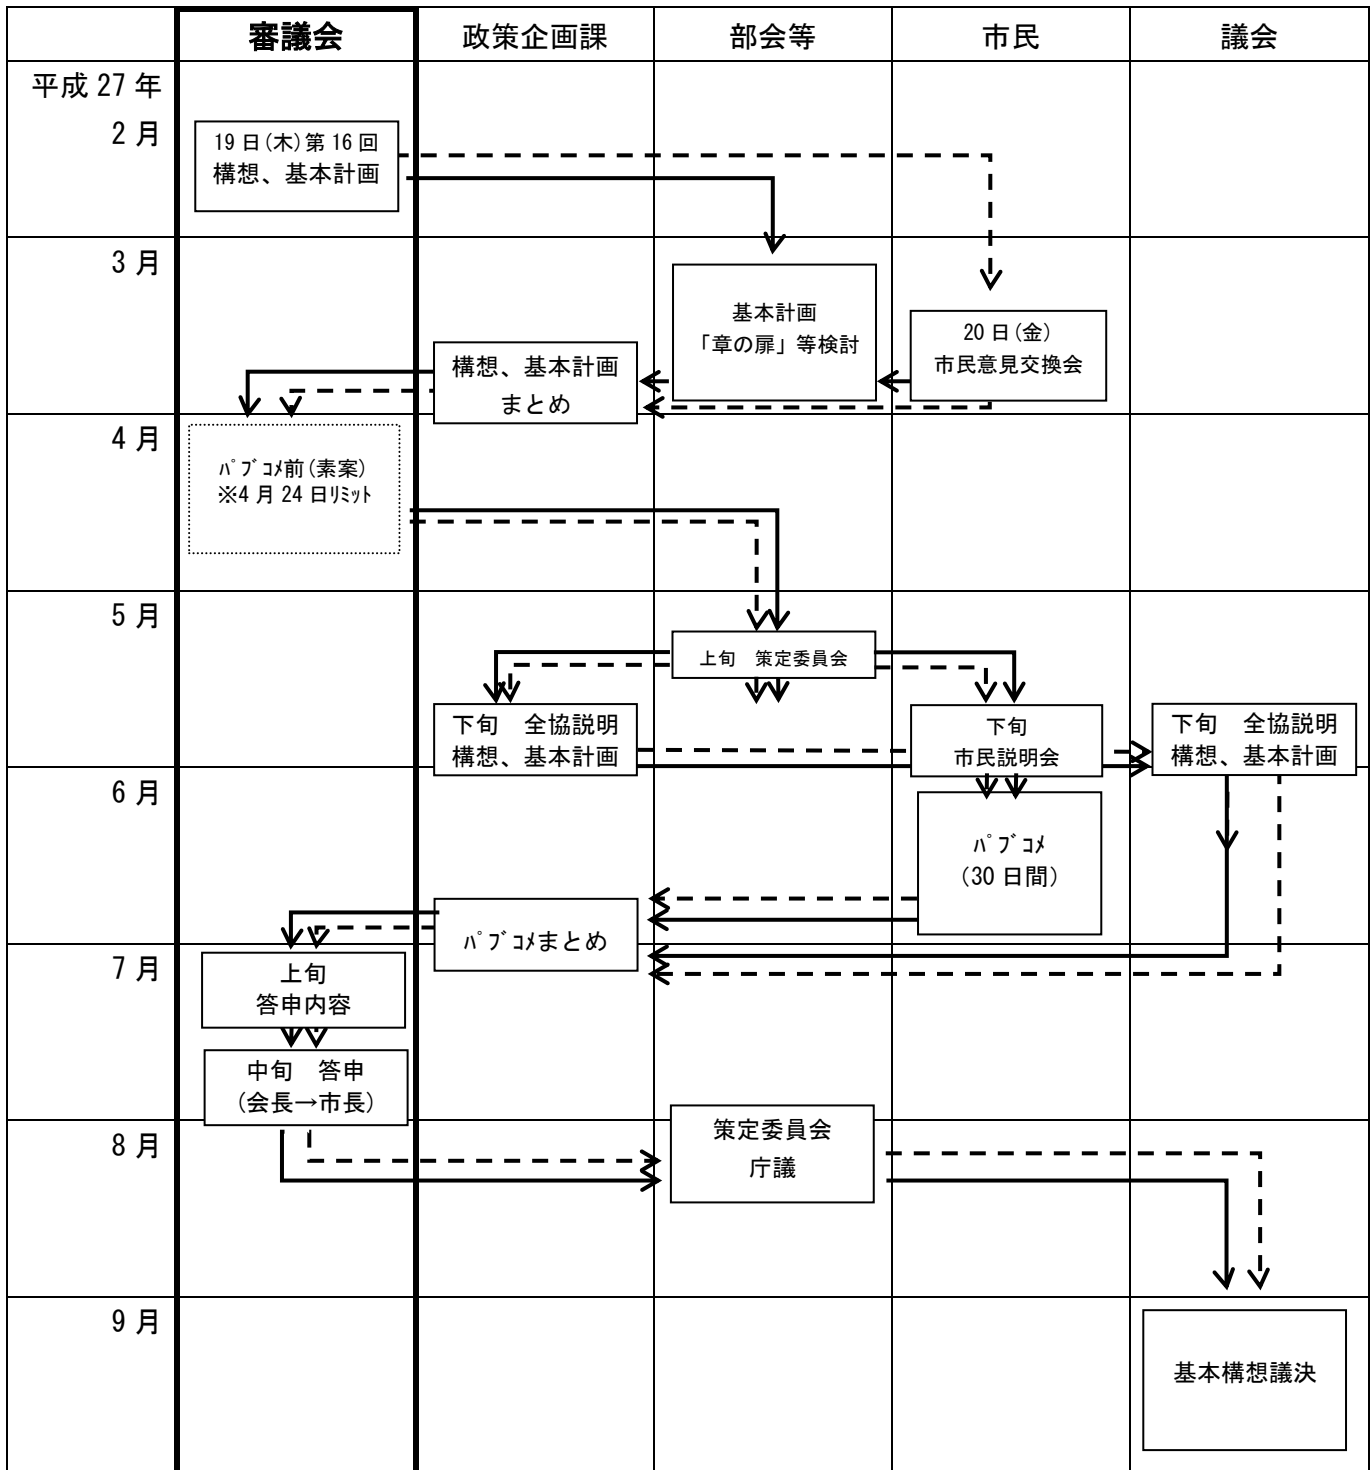 審議会
政策企画課
部会等
市民
議会
平成 27 年
2 月
19 日(木)第 16 回
構想、基本計画
3 月
基本計画
「章の扉」等検討
20 日(金)
市民意見交換会
構想、基本計画
まとめ
4 月
ﾊﾟﾌﾞｺﾒ前(素案)
※4 月 24 日ﾘﾐｯﾄ
5 月
上旬　策定委員会
下旬　全協説明
構想、基本計画
下旬
市民説明会
下旬　全協説明
構想、基本計画
6 月
ﾊﾟﾌﾞｺﾒ
(30 日間)
ﾊﾟﾌﾞｺﾒまとめ
7 月
上旬
答申内容
中旬　答申
(会長→市長)
8 月
策定委員会
庁議
9 月
基本構想議決